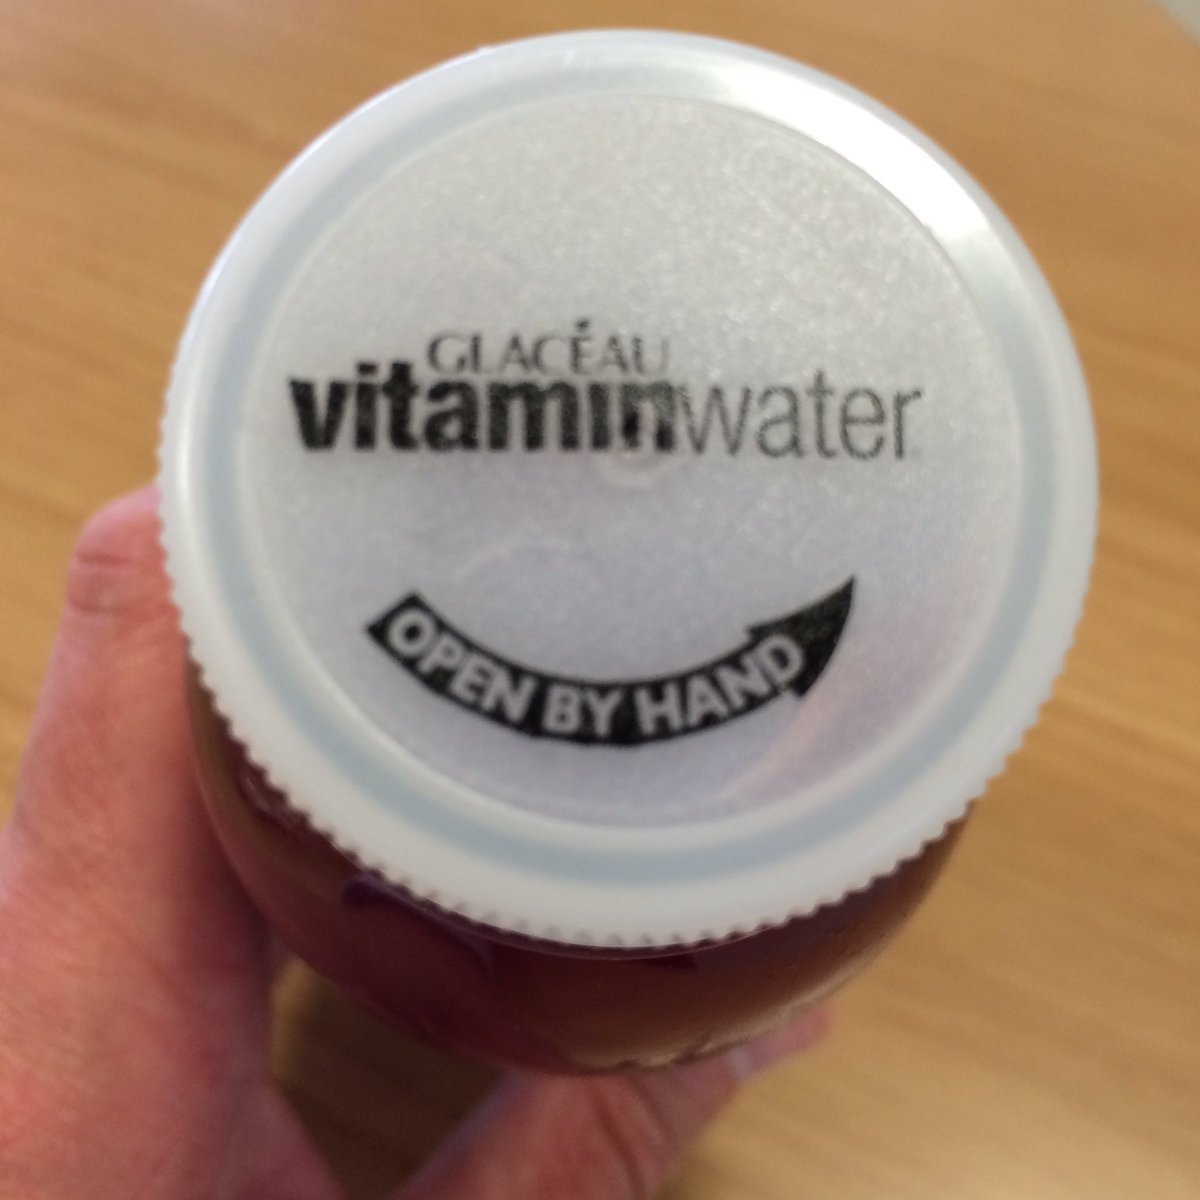 GLACÉAU
vitaminwater
OPEN BY HAND